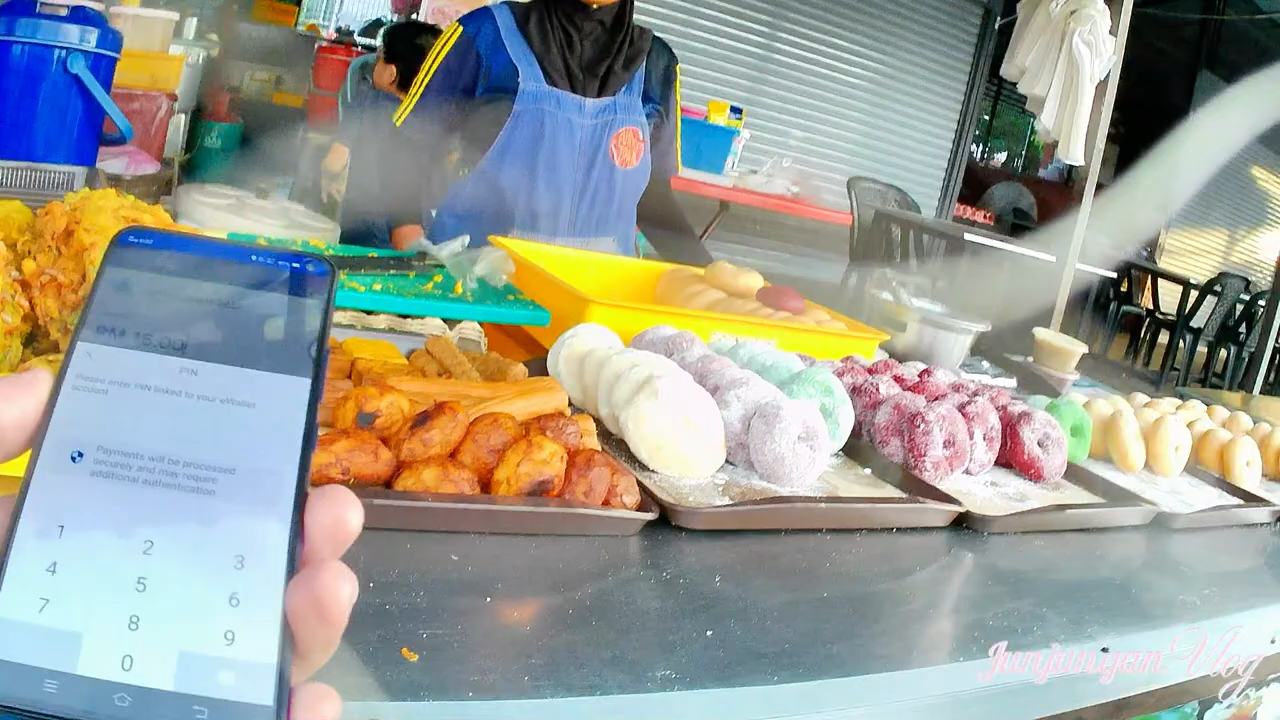 RM 15.00
PIN
Please enter PIN linked to your eWallet
account
Payments will be processed
securely and may require
additional authentication
1
2
3
4
5
6
7
8
9
0
Junjungan Vlog